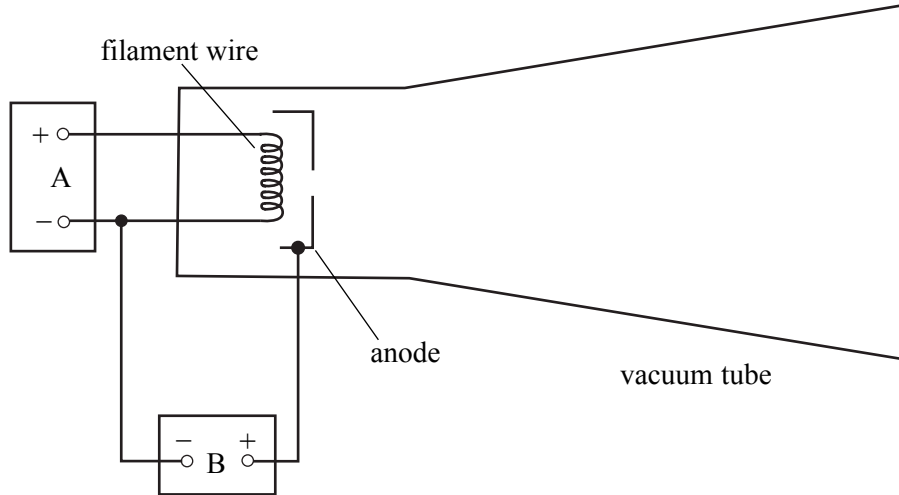 filament wire
+
A
−
anode
vacuum tube
− +
B